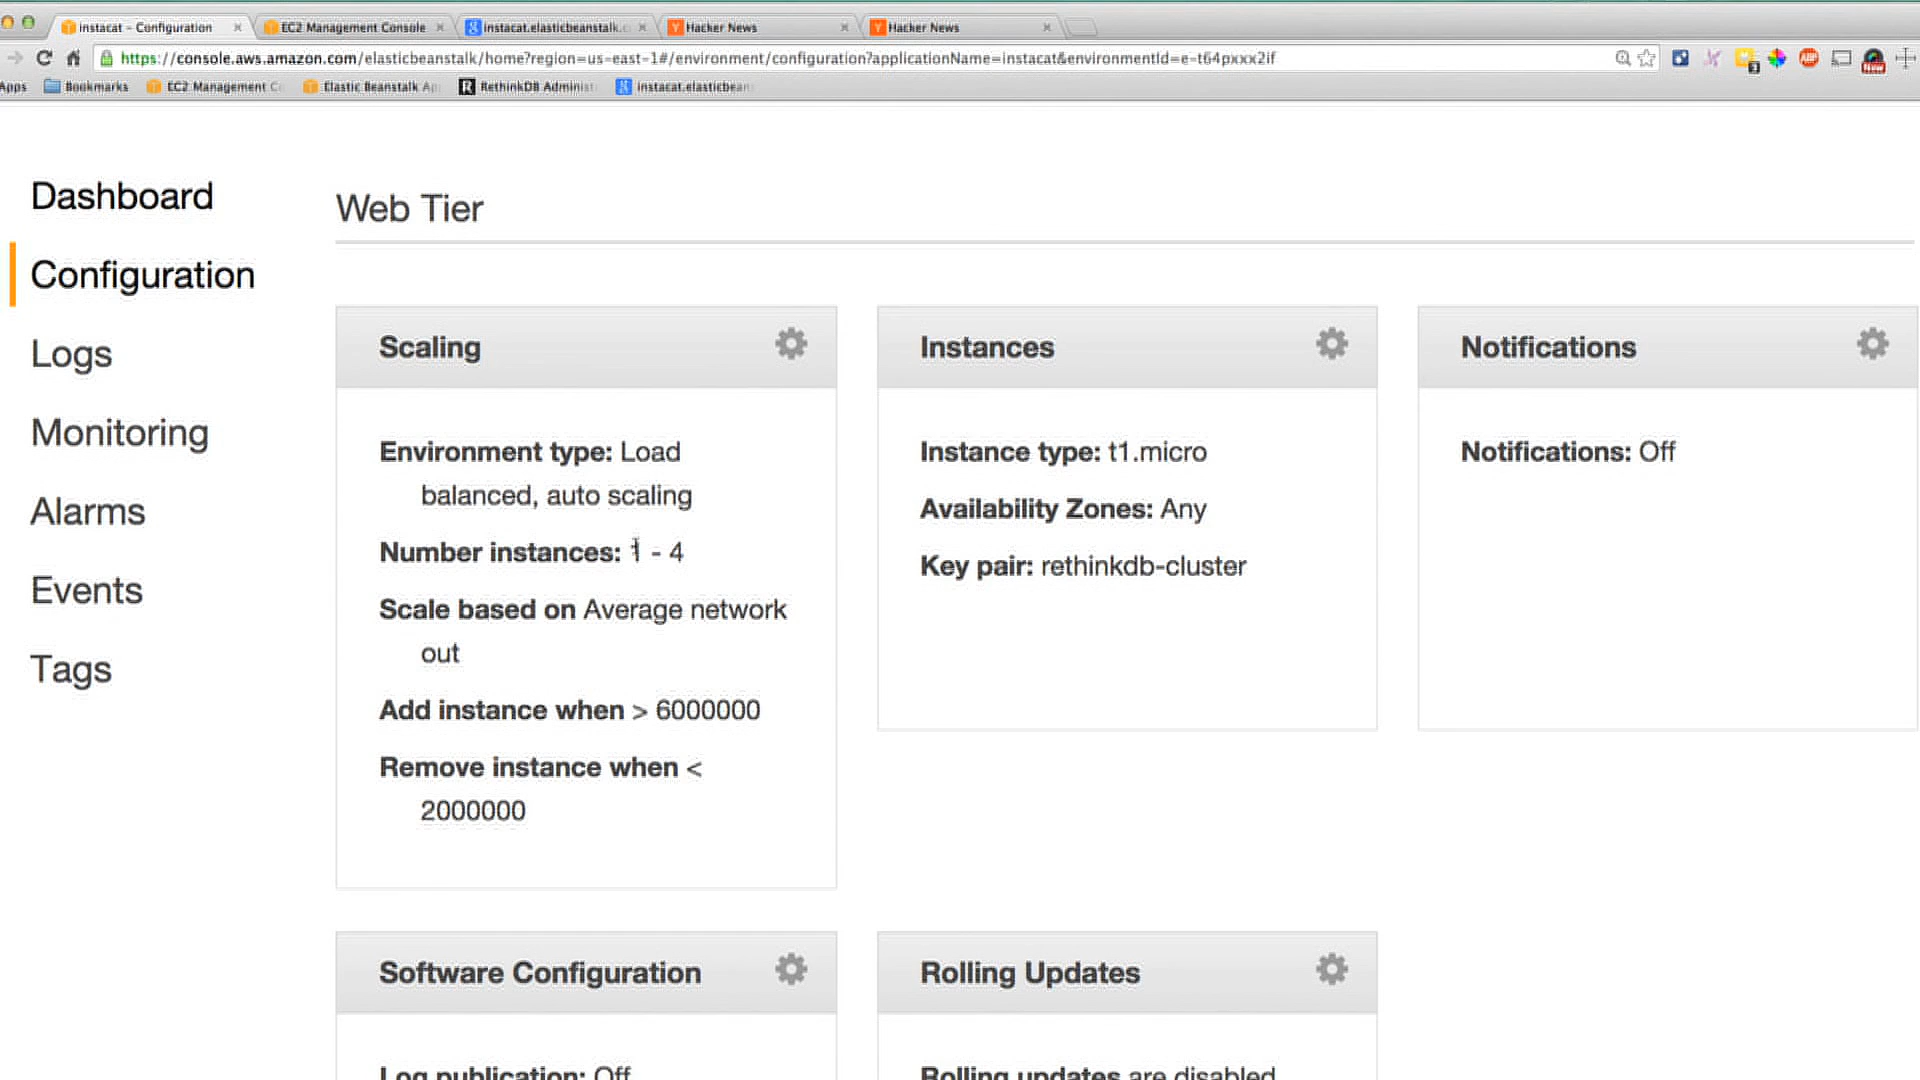 instacat – Configuration
EC2 Management Console
instacat.elasticbeanstalk.c
Hacker News
Hacker News
https://console.aws.amazon.com/elasticbeanstalk/home?region=us-east-1#/environment/configuration?applicationName=instacat&environmentId=e-t64pxxx2if
Apps
Bookmarks
EC2 Management C
Elastic Beanstalk Ap
RethinkDB Administ
instacat.elasticbean
Dashboard
Configuration
Logs
Monitoring
Alarms
Events
Tags
Web Tier
Scaling
Environment type: Load
balanced, auto scaling
Number instances: 1 - 4
Scale based on Average network
out
Add instance when > 6000000
Remove instance when <
2000000
Instances
Instance type: t1.micro
Availability Zones: Any
Key pair: rethinkdb-cluster
Notifications
Notifications: Off
Software Configuration
Log publication: Off
Rolling Updates
Rolling updates are disabled